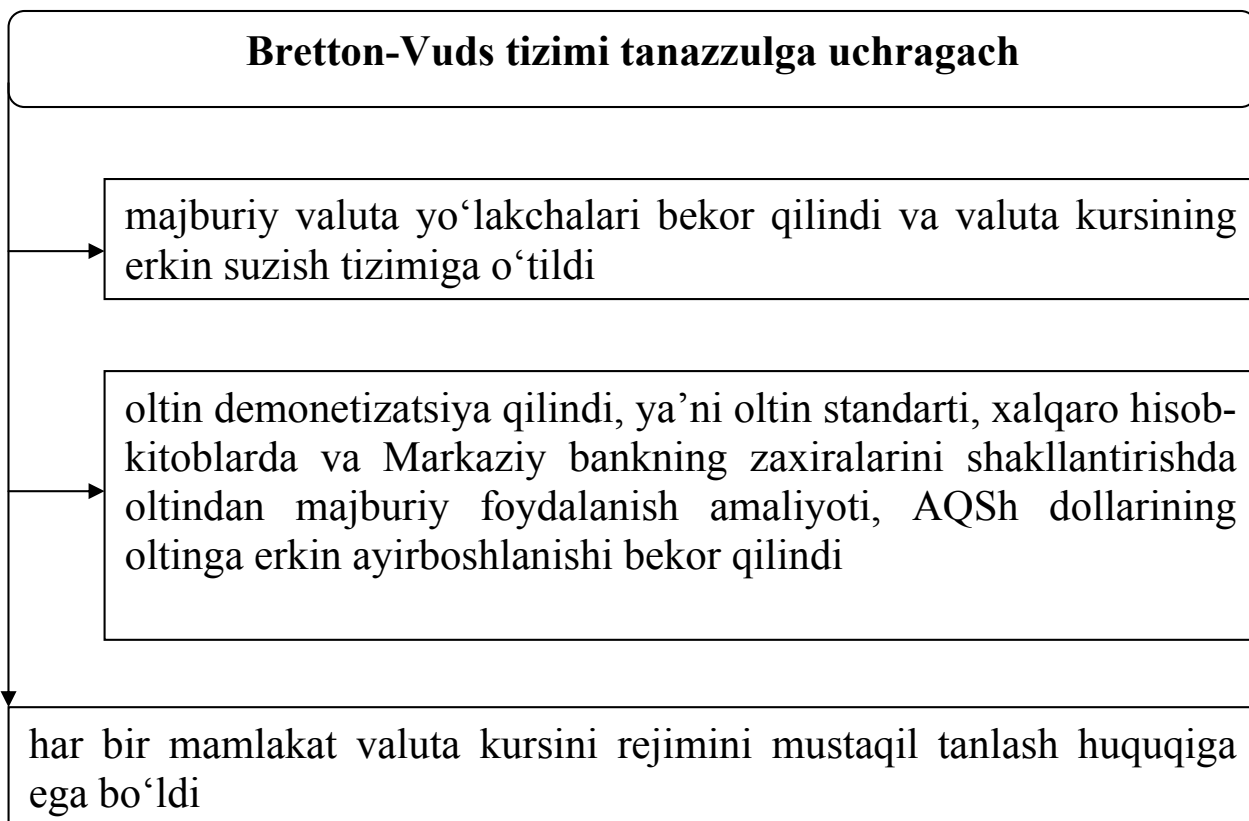 Bretton-Vuds tizimi tanazzulga uchragach
majburiy valuta yo‘lakchalari bekor qilindi va valuta kursining
erkin suzish tizimiga o‘tildi
oltin demonetizatsiya qilindi, ya’ni oltin standarti, xalqaro hisob-
kitoblarda va Markaziy bankning zaxiralarini shakllantirishda
oltindan majburiy foydalanish amaliyoti, AQSh dollarining
oltinga erkin ayirboshlanishi bekor qilindi
har bir mamlakat valuta kursini rejimini mustaqil tanlash huquqiga
ega bo‘ldi